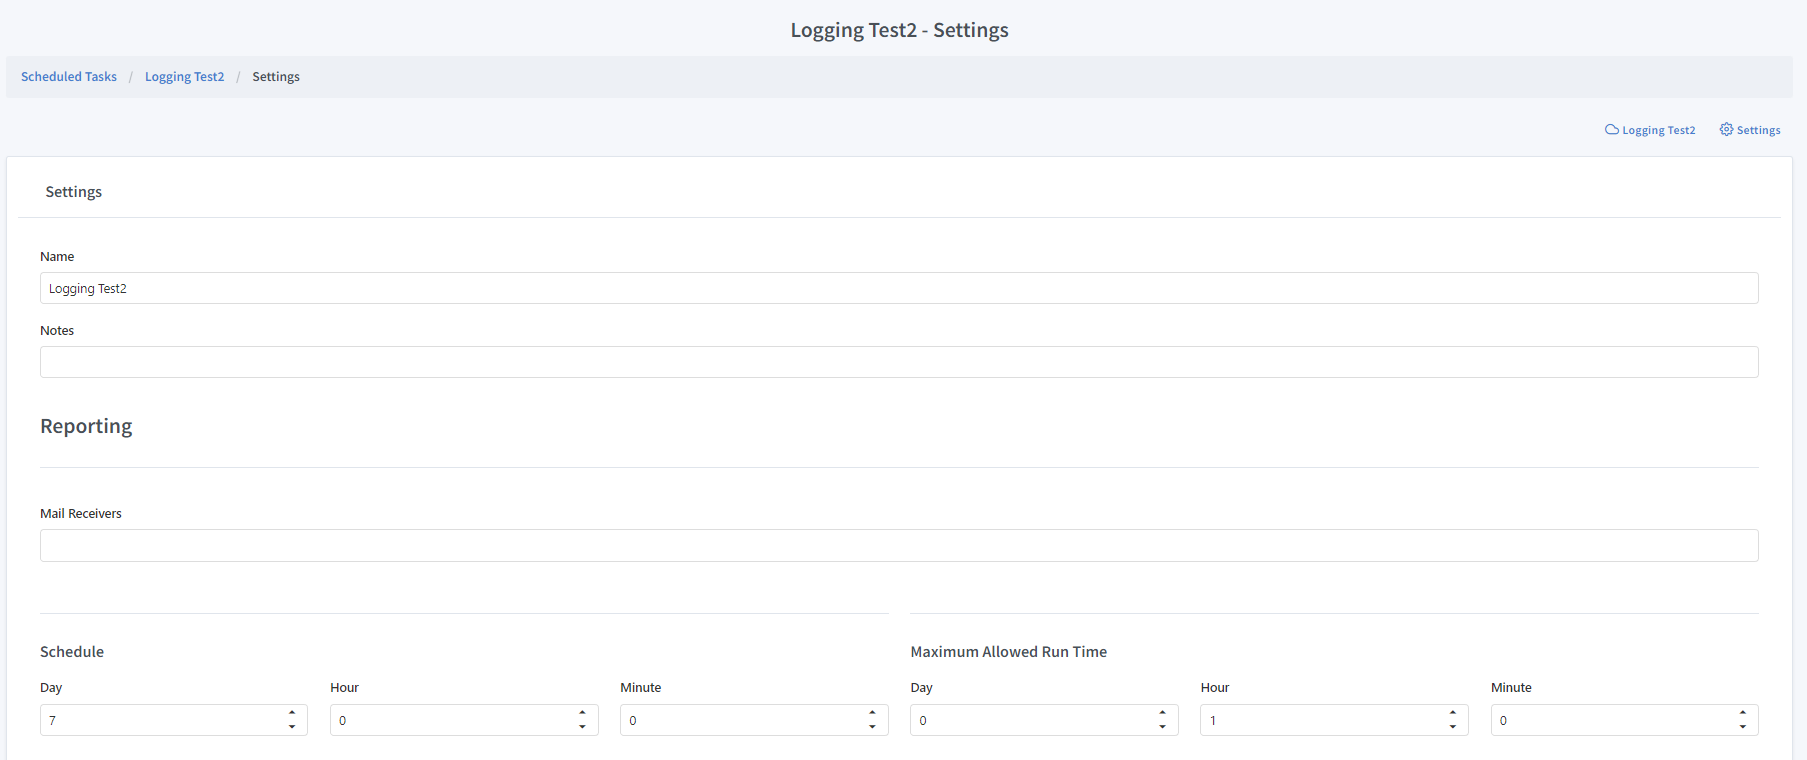 Logging Test2 - Settings
Scheduled Tasks / Logging Test2 / Settings
Logging Test2 Settings
Settings
Name
Logging Test2
Notes
Reporting
Mail Receivers
Schedule Maximum Allowed Run Time
Day Hour Minute Day Hour Minute
7 0 0 0 1 0